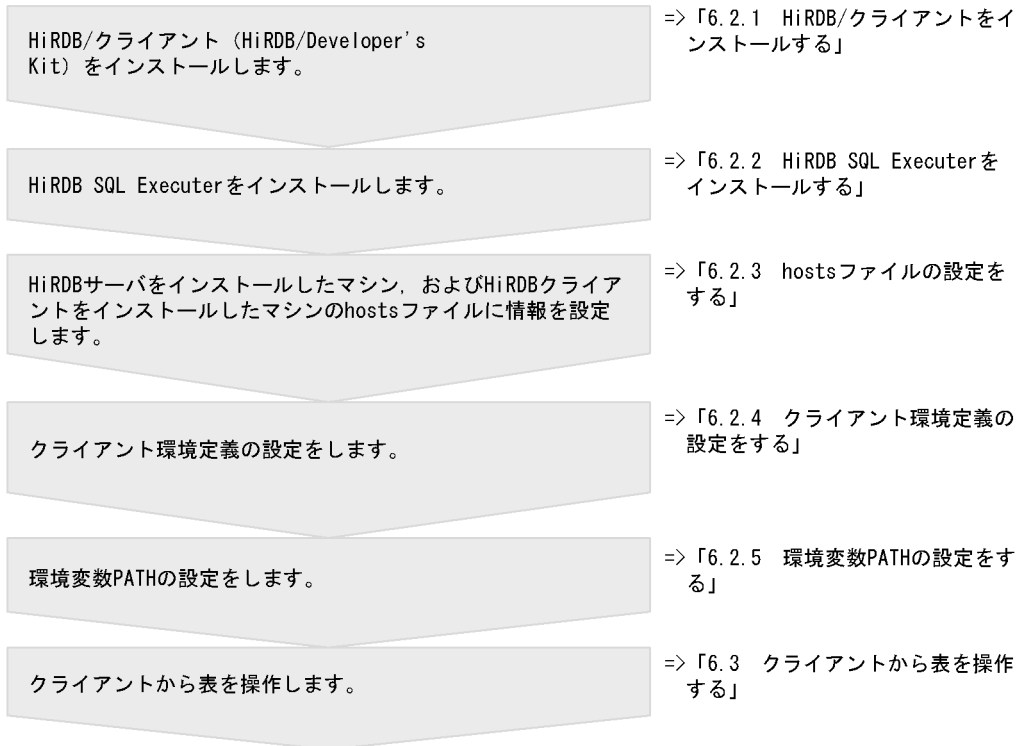 HiRDB/クライアント（HiRDB/Developer's
Kit）をインストールします。
=>「6.2.1　HiRDB/クライアントをイ
ンストールする」
HiRDB SQL Executerをインストールします。
=>「6.2.2　HiRDB SQL Executerを
インストールする」
HiRDBサーバをインストールしたマシン，およびHiRDBクライア
ントをインストールしたマシンのhostsファイルに情報を設定
します。
=>「6.2.3　hostsファイルの設定を
する」
クライアント環境定義の設定をします。
=>「6.2.4　クライアント環境定義の
設定をする」
環境変数PATHの設定をします。
=>「6.2.5　環境変数PATHの設定をす
る」
クライアントから表を操作します。
=>「6.3　クライアントから表を操作
する」